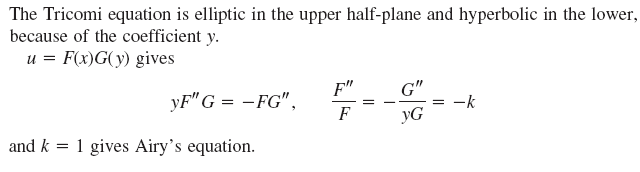 The Tricomi equation is elliptic in the upper half-plane and hyperbolic in the lower,
because of the coefficient y.
u = F(x)G(y) gives
yF″G = −FG″, F″/F = −G″/yG = −k
and k = 1 gives Airy's equation.